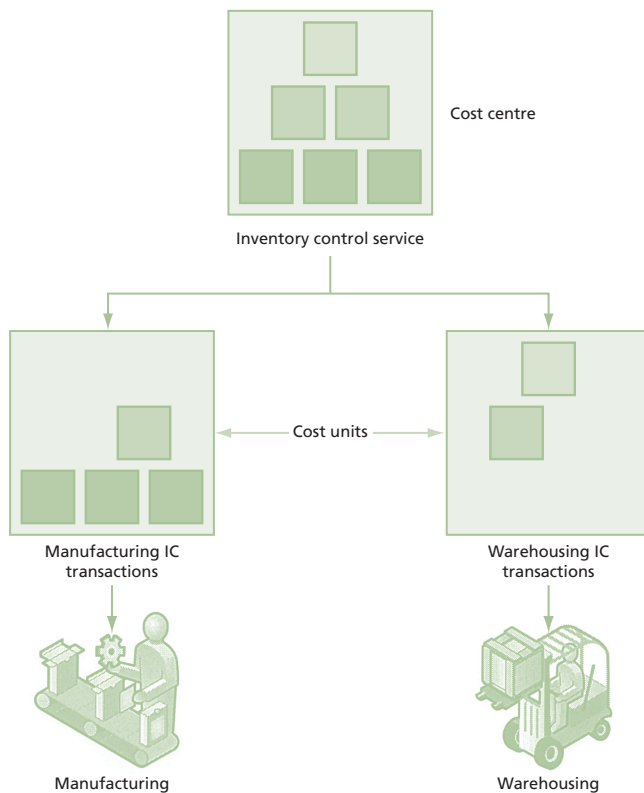 Cost centre
Inventory control service
Cost units
Manufacturing IC
transactions
Warehousing IC
transactions
Manufacturing
Warehousing